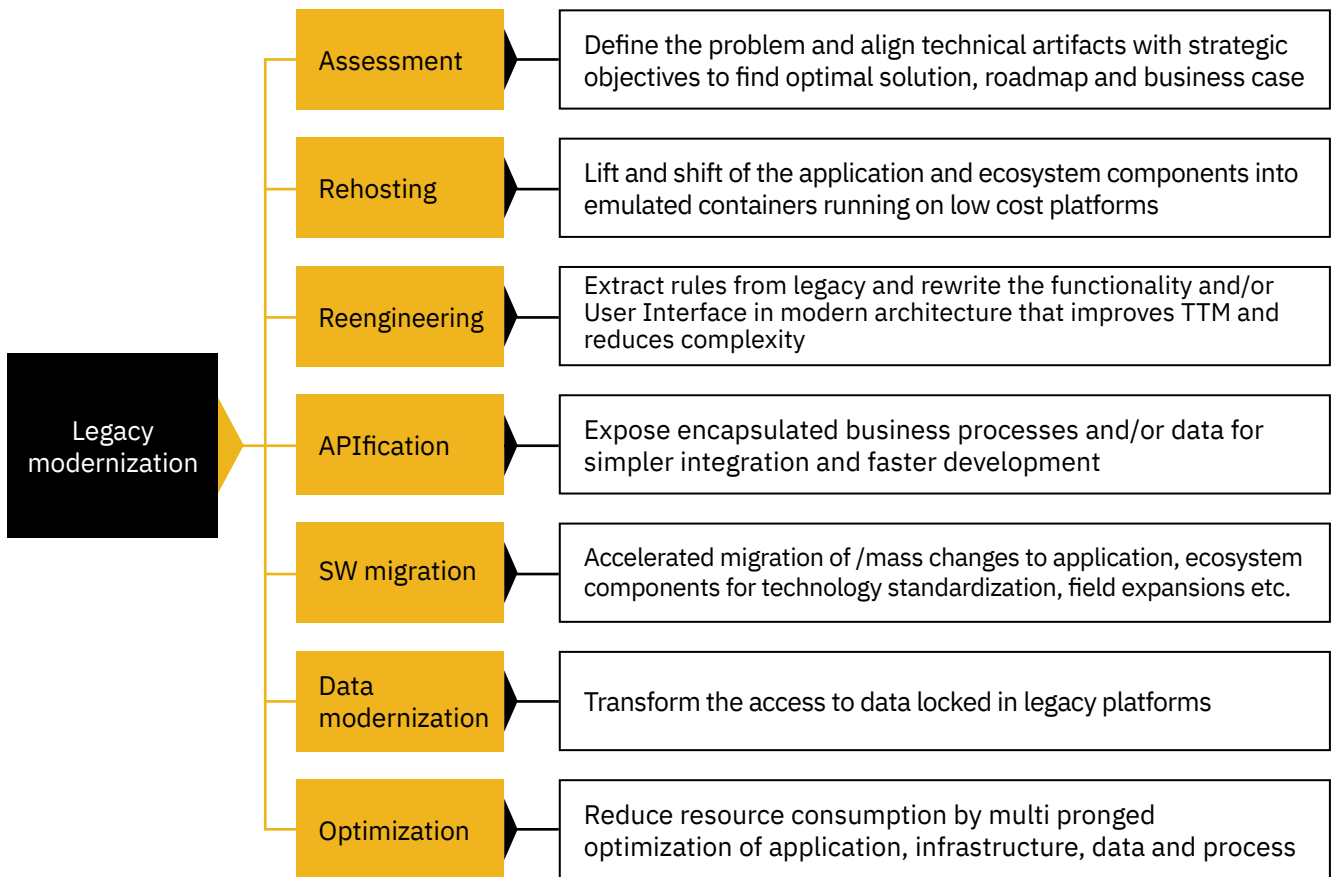 Assessment
Define the problem and align technical artifacts with strategic
objectives to find optimal solution, roadmap and business case
Rehosting
Lift and shift of the application and ecosystem components into
emulated containers running on low cost platforms
Reengineering
Extract rules from legacy and rewrite the functionality and/or
User Interface in modern architecture that improves TTM and
reduces complexity
Legacy
modernization
APIfication
Expose encapsulated business processes and/or data for
simpler integration and faster development
SW migration
Accelerated migration of /mass changes to application, ecosystem
components for technology standardization, field expansions etc.
Data
modernization
Transform the access to data locked in legacy platforms
Optimization
Reduce resource consumption by multi pronged
optimization of application, infrastructure, data and process